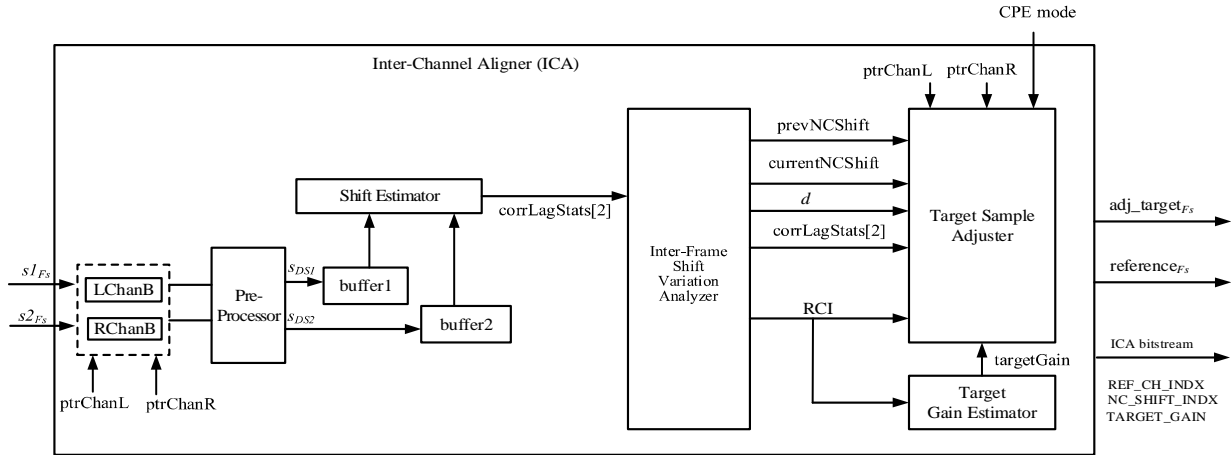 CPE mode
Inter-Channel Aligner (ICA)
ptrChanL
ptrChanR
prevNCShift
currentNCShift
d
corrLagStats[2]
Target Sample
Adjuster
Shift Estimator
corrLagStats[2]
adj_targetFs
Inter-Frame
Shift
Variation
Analyzer
s1Fs
LChanB
Pre-
Processor
sDS1
buffer1
referenceFs
s2Fs
RChanB
sDS2
buffer2
RCI
ICA bitstream
ptrChanL
ptrChanR
targetGain
Target
Gain Estimator
REF_CH_INDX
NC_SHIFT_INDX
TARGET_GAIN